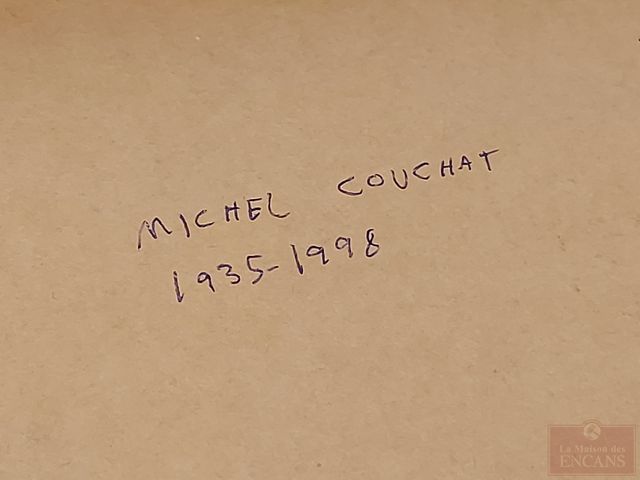 MICHEL COUCHAT
1935-1998
La Maison des
ENCANS